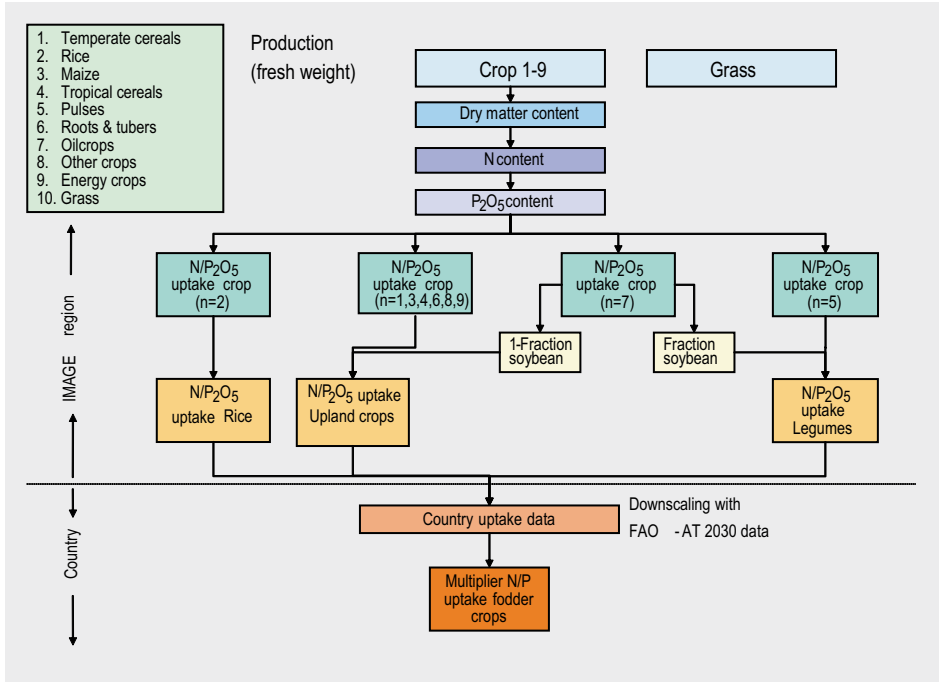 1. Temperate cereals
2. Rice
3. Maize
4. Tropical cereals
5. Pulses
6. Roots & tubers
7. Oilcrops
8. Other crops
9. Energy crops
10. Grass
Production
(fresh weight)
Crop 1-9
Grass
Dry matter content
N content
P2O5 content
N/P2O5
uptake crop
(n=2)
N/P2O5
uptake crop
(n=1,3,4,6,8,9)
N/P2O5
uptake crop
(n=7)
N/P2O5
uptake crop
(n=5)
1-Fraction
soybean
Fraction
soybean
IMAGE region
N/P2O5
uptake Rice
N/P2O5 uptake
Upland crops
N/P2O5
uptake
Legumes
Country
Country uptake data
Downscaling with
FAO -AT 2030 data
Multiplier N/P
uptake fodder
crops